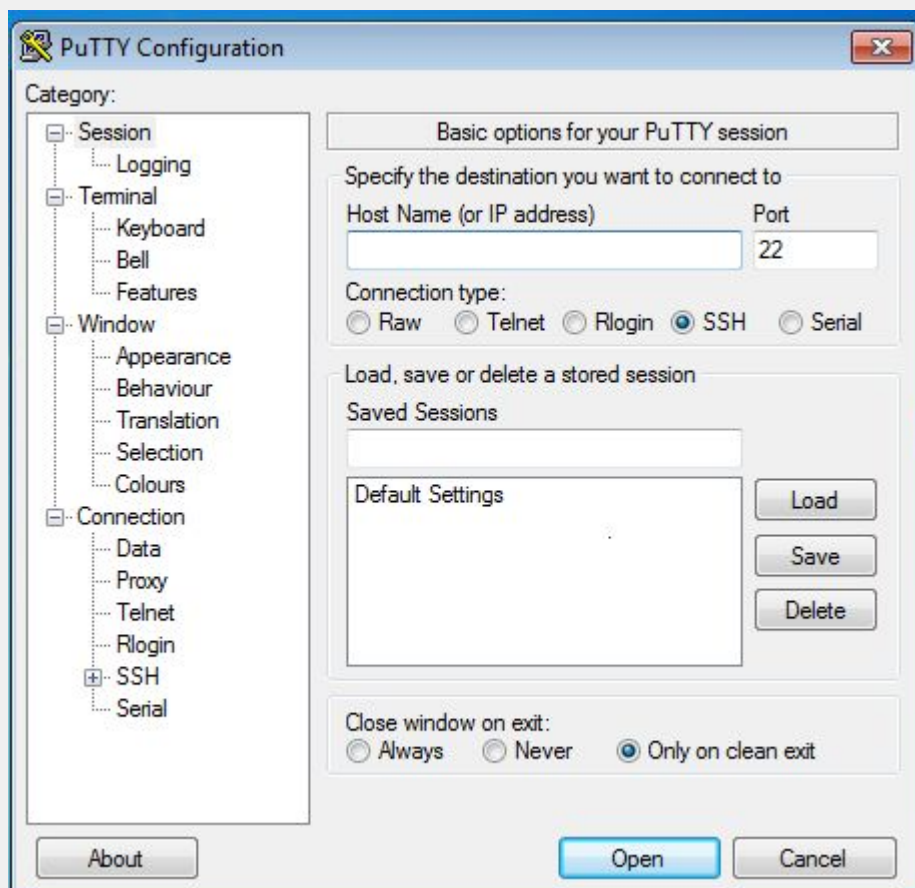 PuTTY Configuration
Category:
Session
Logging
Terminal
Keyboard
Bell
Features
Window
Appearance
Behaviour
Translation
Selection
Colours
Connection
Data
Proxy
Telnet
Rlogin
SSH
Serial
Basic options for your PuTTY session
Specify the destination you want to connect to
Host Name (or IP address) Port
22
Connection type:
Raw Telnet Rlogin SSH Serial
Load, save or delete a stored session
Saved Sessions
Default Settings
Load
Save
Delete
Close window on exit:
Always Never Only on clean exit
About Open Cancel